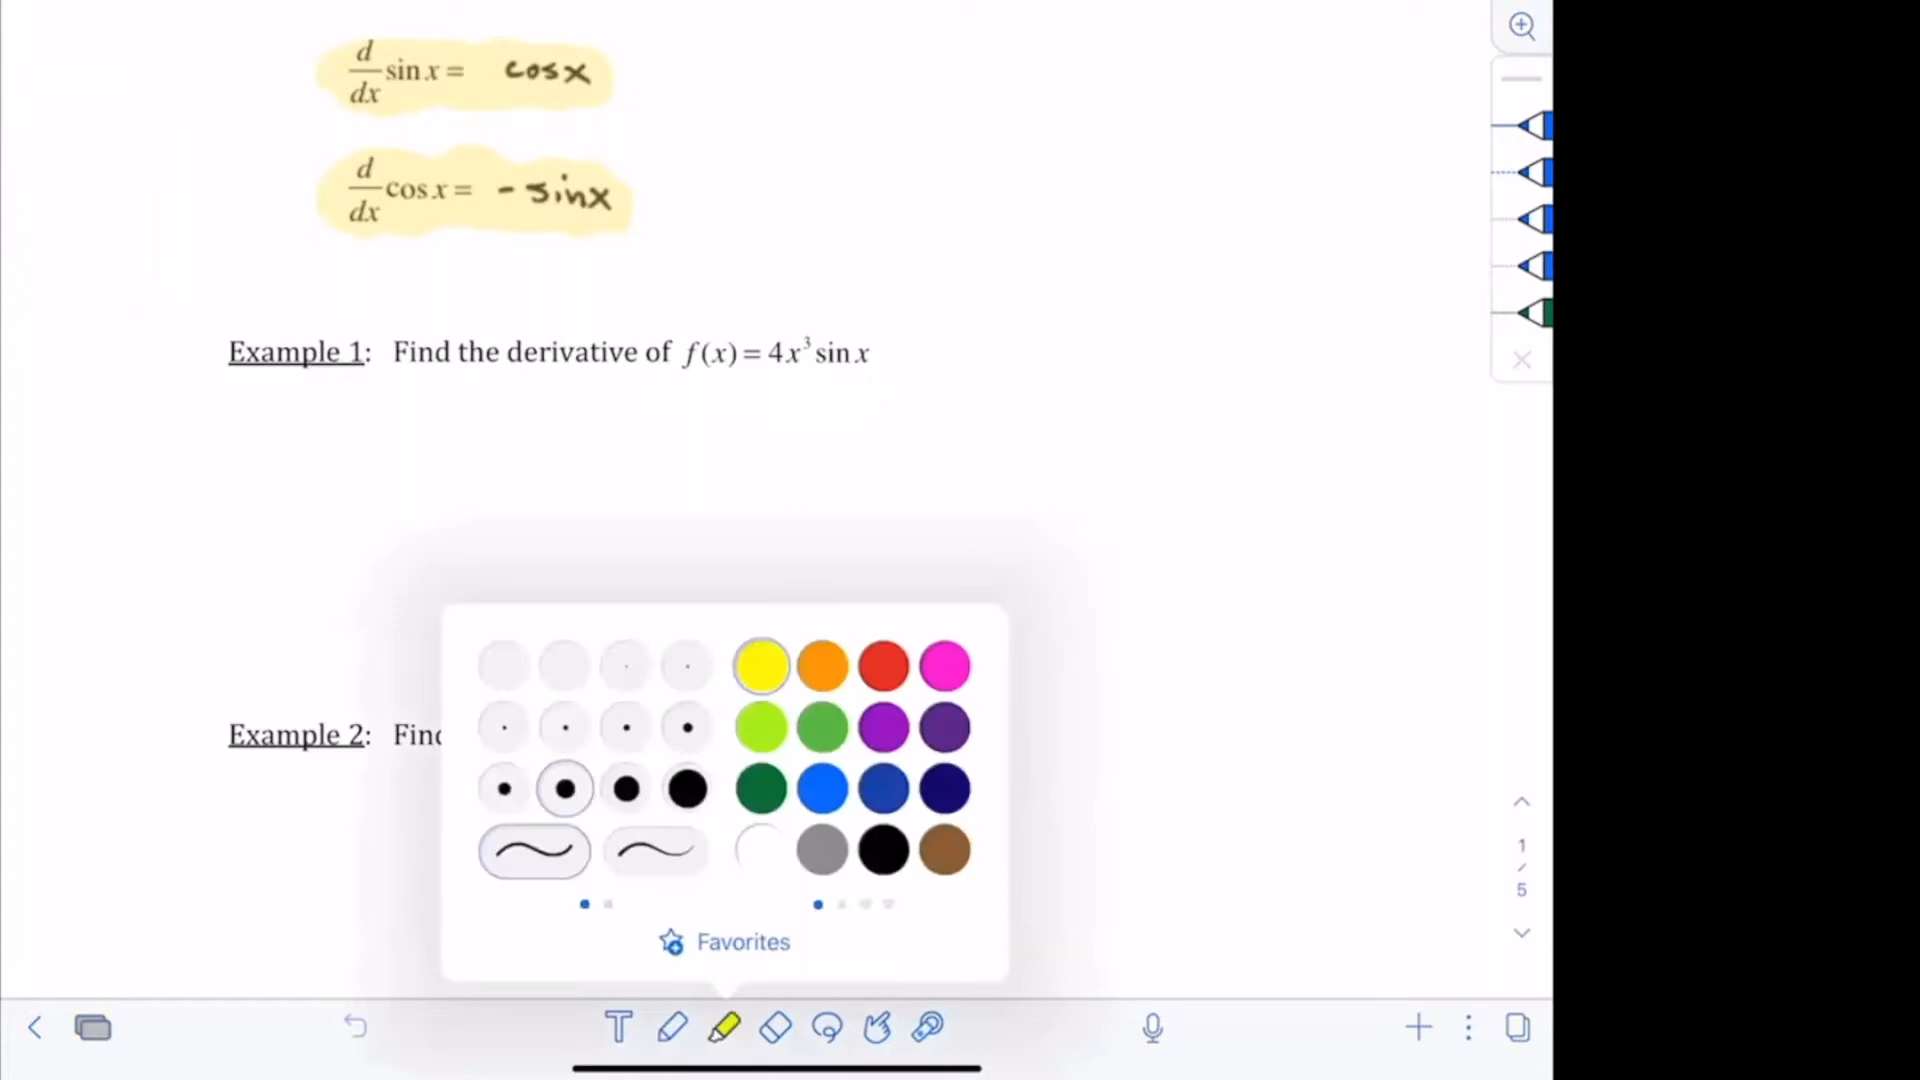 d/dx sin x = cosx
d/dx cos x = - sinx
Example 1: Find the derivative of f(x) = 4x³ sin x
Example 2: Find
Favorites
1
/
5
T